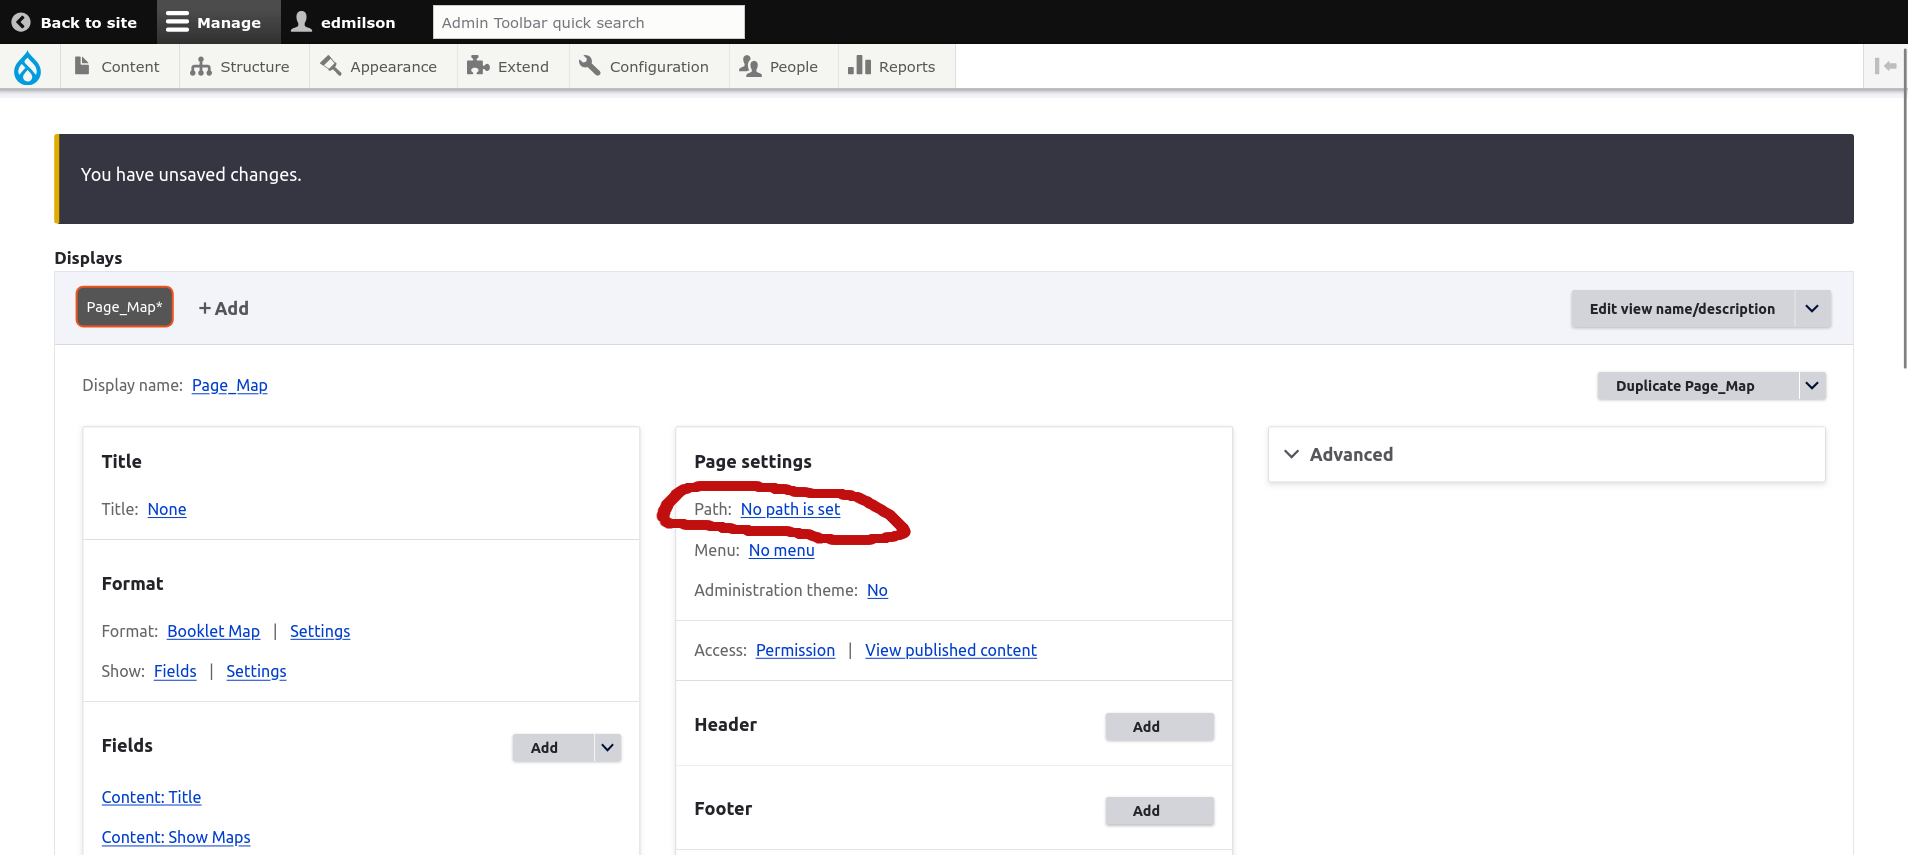 Back to site Manage edmilson Admin Toolbar quick search
Content Structure Appearance Extend Configuration People Reports
You have unsaved changes.
Displays
Page_Map* + Add Edit view name/description
Display name: Page_Map Duplicate Page_Map
Title
Title: None
Format
Format: Booklet Map | Settings
Show: Fields | Settings
Fields Add
Content: Title
Content: Show Maps
Page settings
Path: No path is set
Menu: No menu
Administration theme: No
Access: Permission | View published content
Header Add
Footer Add
Advanced